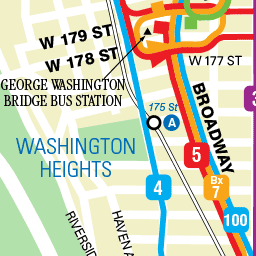 W 179 ST
W 178 ST
W 177 ST
GEORGE WASHINGTON
BRIDGE BUS STATION
175 St
A
BROADWAY
WASHINGTON
HEIGHTS
5
4
Bx
7
100
RIVERSIDE
HAVEN A